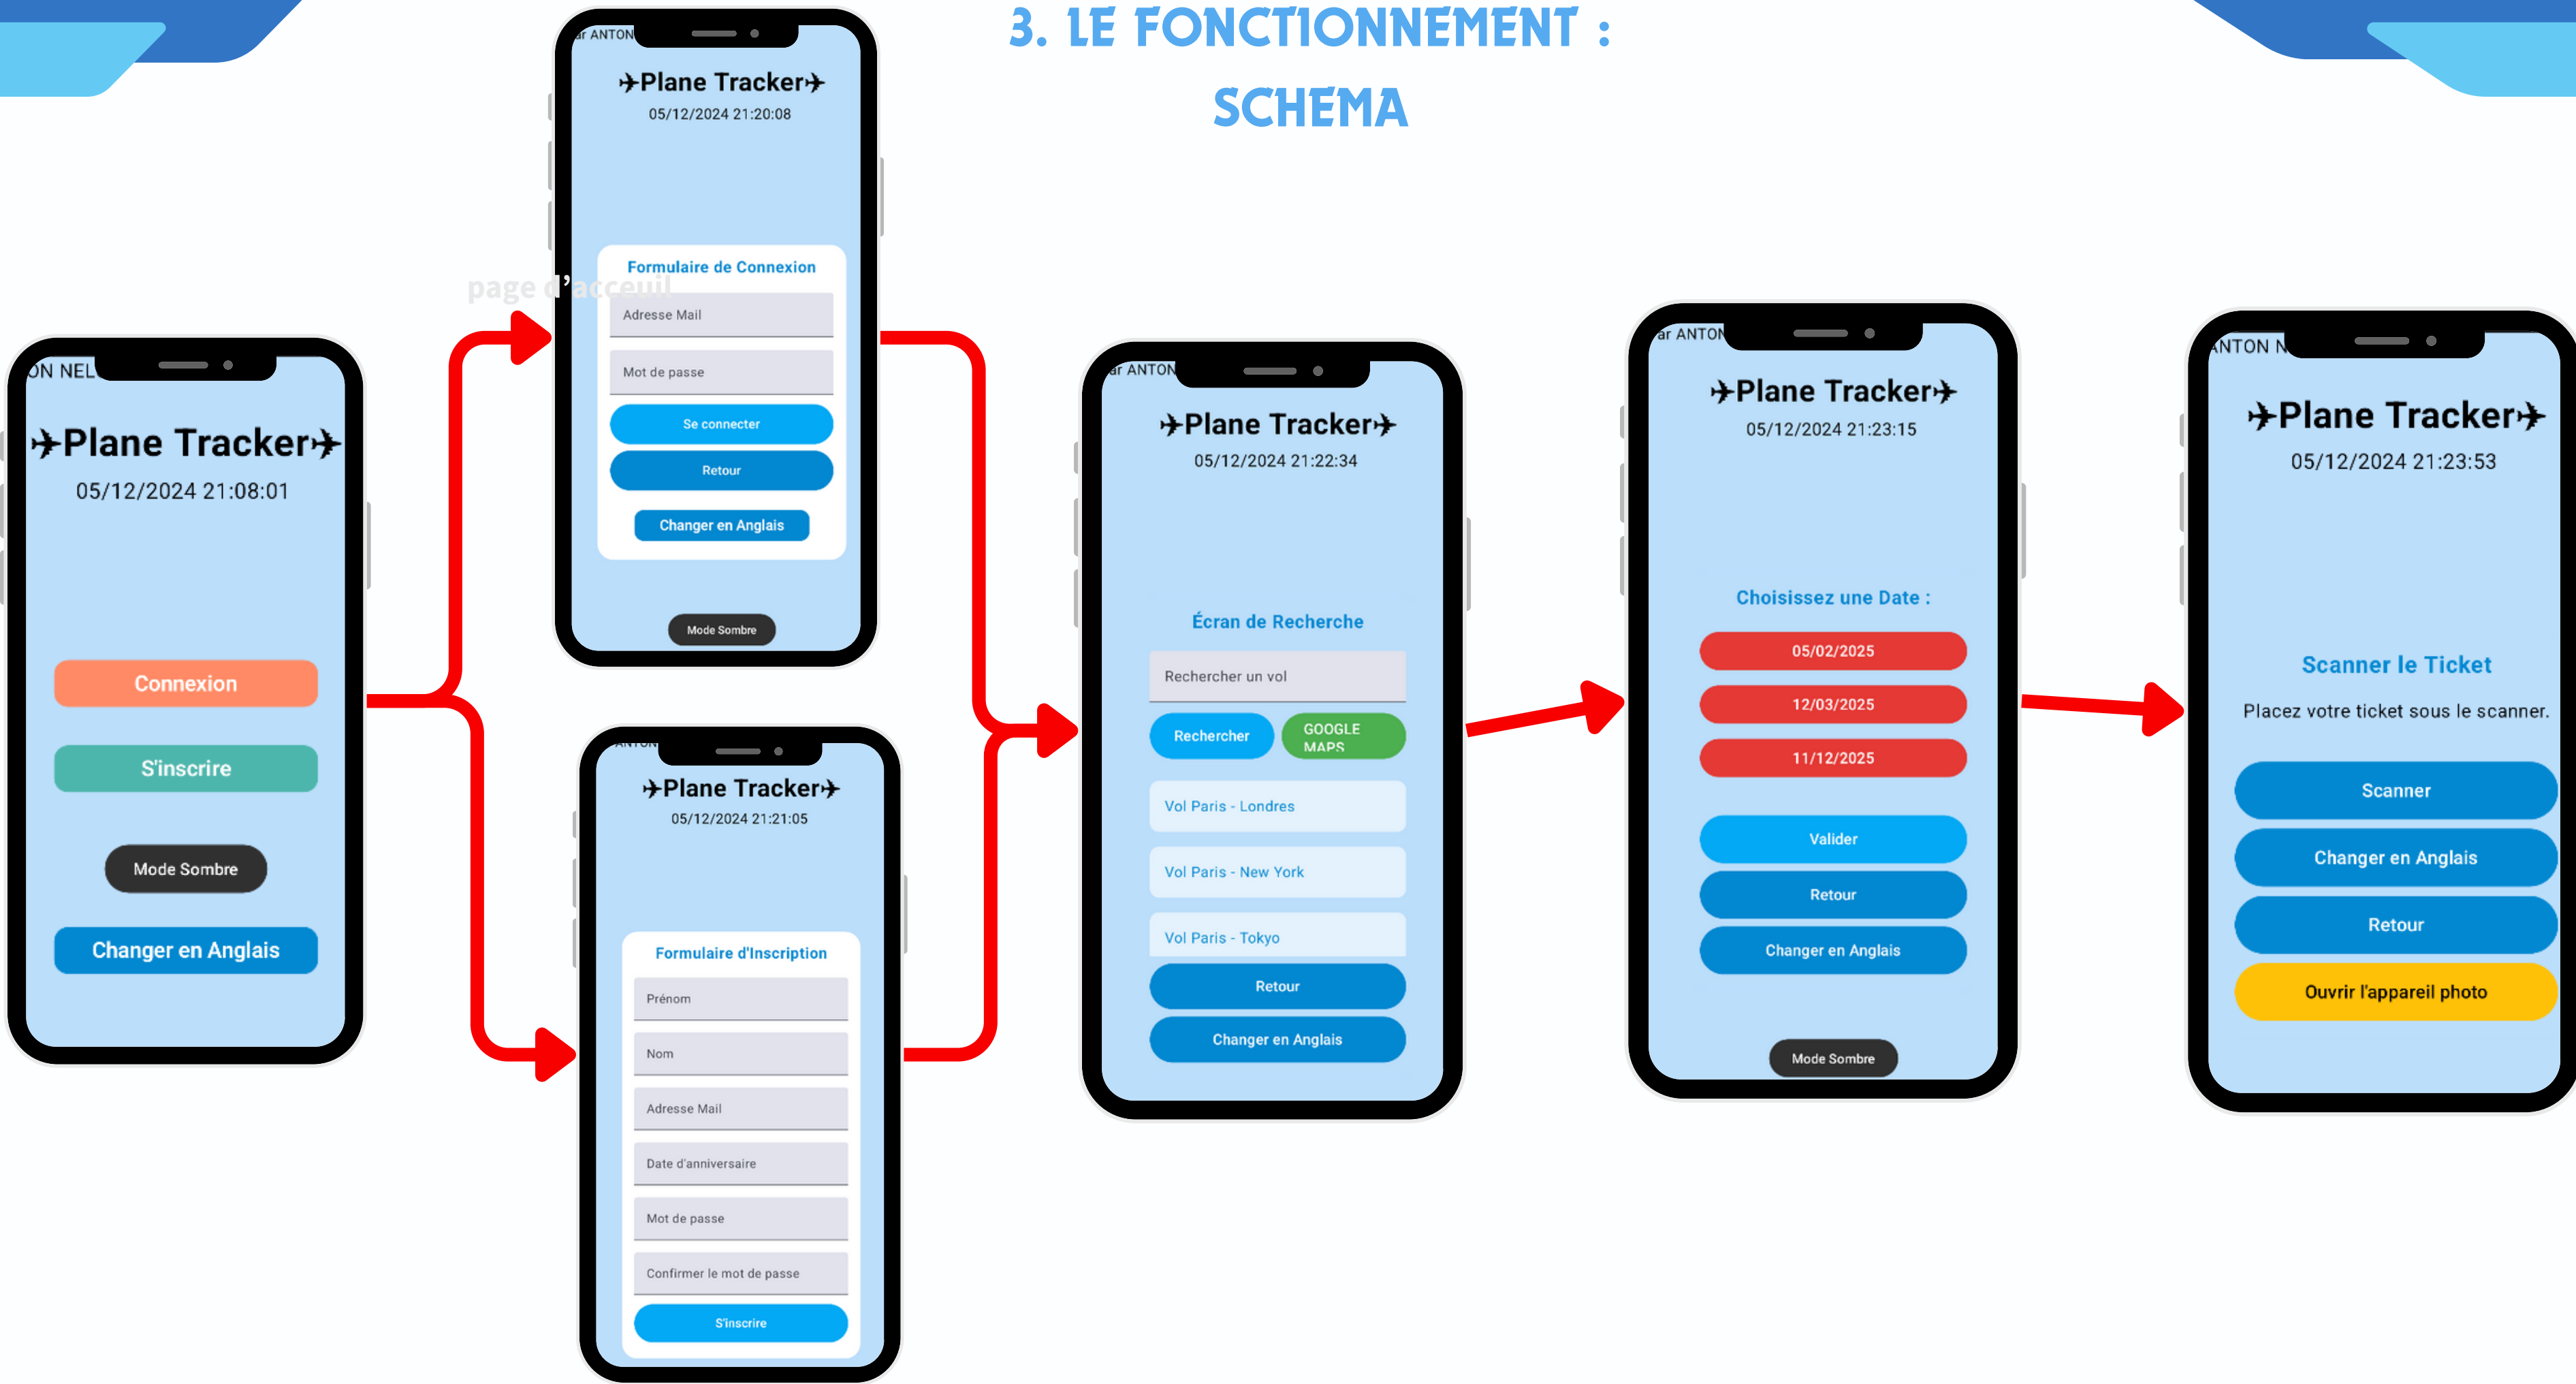 3. LE FONCTIONNEMENT :
SCHEMA
ON NEL
✈Plane Tracker✈
05/12/2024 21:08:01
Connexion
S'inscrire
Mode Sombre
Changer en Anglais
page d'acceuil
ar ANTON
✈Plane Tracker✈
05/12/2024 21:20:08
Formulaire de Connexion
Adresse Mail
Mot de passe
Se connecter
Retour
Changer en Anglais
Mode Sombre
ANTON
✈Plane Tracker✈
05/12/2024 21:21:05
Formulaire d'Inscription
Prénom
Nom
Adresse Mail
Date d'anniversaire
Mot de passe
Confirmer le mot de passe
S'inscrire
ar ANTON
✈Plane Tracker✈
05/12/2024 21:22:34
Écran de Recherche
Rechercher un vol
Rechercher
GOOGLE
MAPS
Vol Paris - Londres
Vol Paris - New York
Vol Paris - Tokyo
Retour
Changer en Anglais
ar ANTON
✈Plane Tracker✈
05/12/2024 21:23:15
Choisissez une Date :
05/02/2025
12/03/2025
11/12/2025
Valider
Retour
Changer en Anglais
Mode Sombre
ANTON N
✈Plane Tracker✈
05/12/2024 21:23:53
Scanner le Ticket
Placez votre ticket sous le scanner.
Scanner
Changer en Anglais
Retour
Ouvrir l'appareil photo